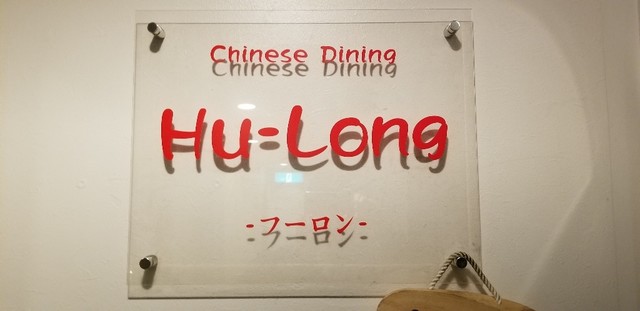 Chinese Dining
Hu-Long
-フーロン-